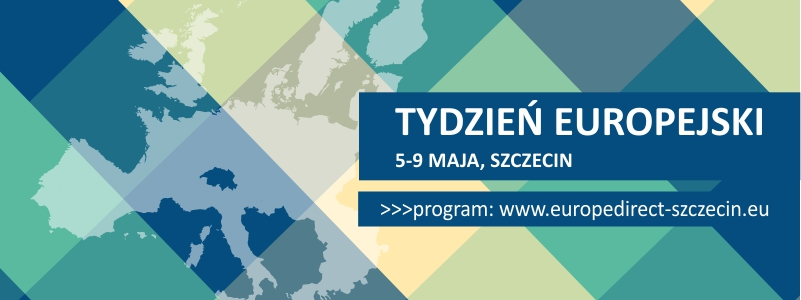 TYDZIEŃ EUROPEJSKI
5-9 MAJA, SZCZECIN
>>>program: www.europedirect-szczecin.eu